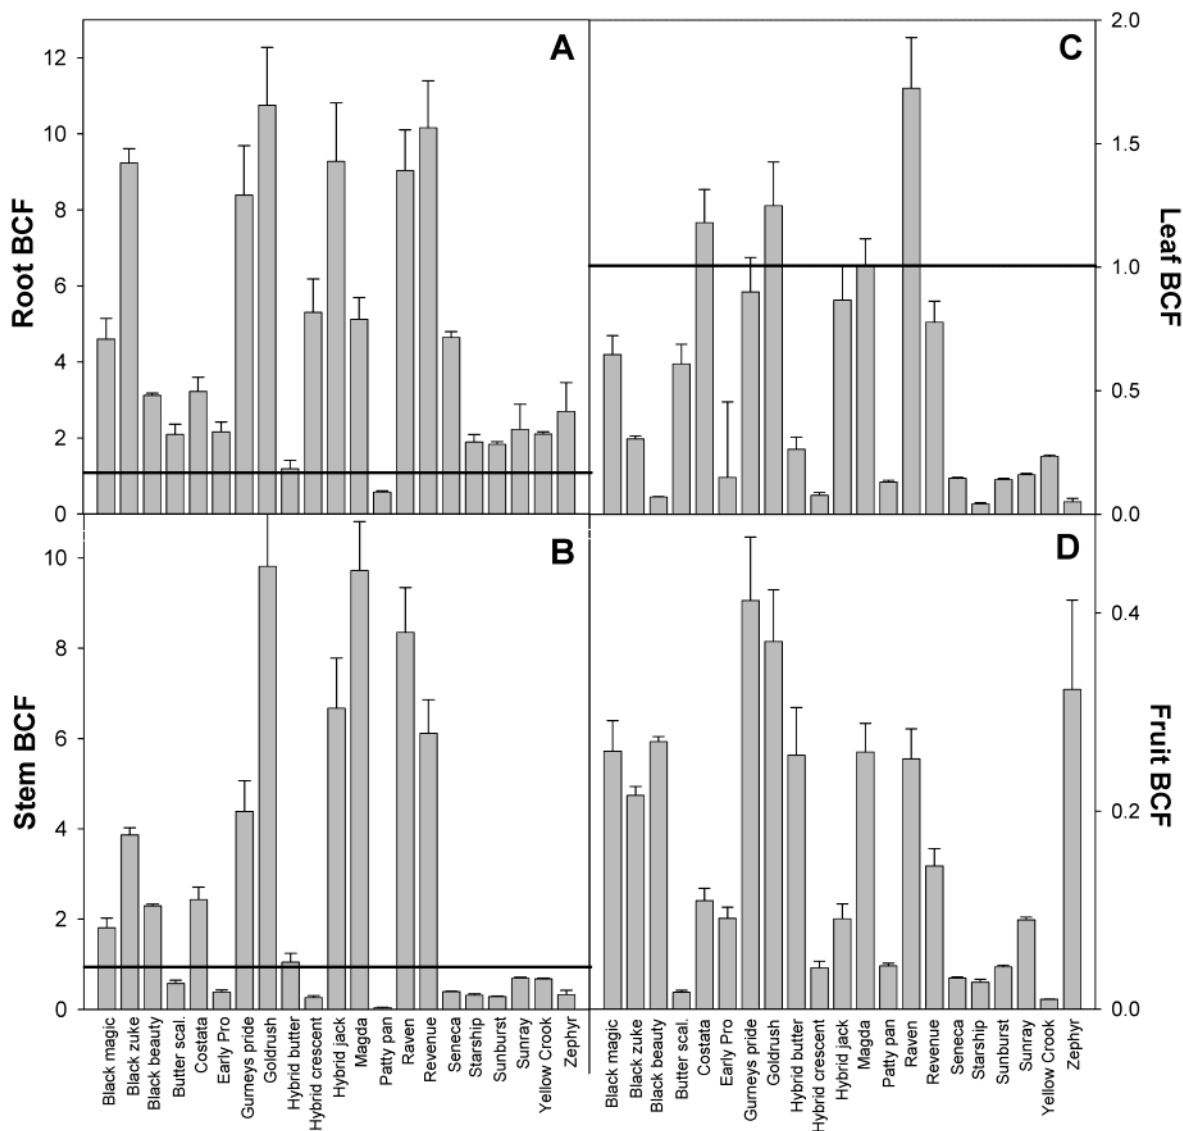 A
12
10
8
6
4
2
0
Root BCF
C
2.0
1.5
1.0
0.5
0.0
Leaf BCF
B
10
8
6
4
2
0
Stem BCF
D
0.4
0.2
0.0
Fruit BCF
Black magic
Black zuke
Black beauty
Butter scal.
Costata
Early Pro
Gurneys pride
Goldrush
Hybrid butter
Hybrid crescent
Hybrid jack
Magda
Patty pan
Raven
Revenue
Seneca
Starship
Sunburst
Sunray
Yellow Crook
Zephyr
Black magic
Black zuke
Black beauty
Butter scal.
Costata
Early Pro
Gurneys pride
Goldrush
Hybrid butter
Hybrid crescent
Hybrid jack
Magda
Patty pan
Raven
Revenue
Seneca
Starship
Sunburst
Sunray
Yellow Crook
Zephyr